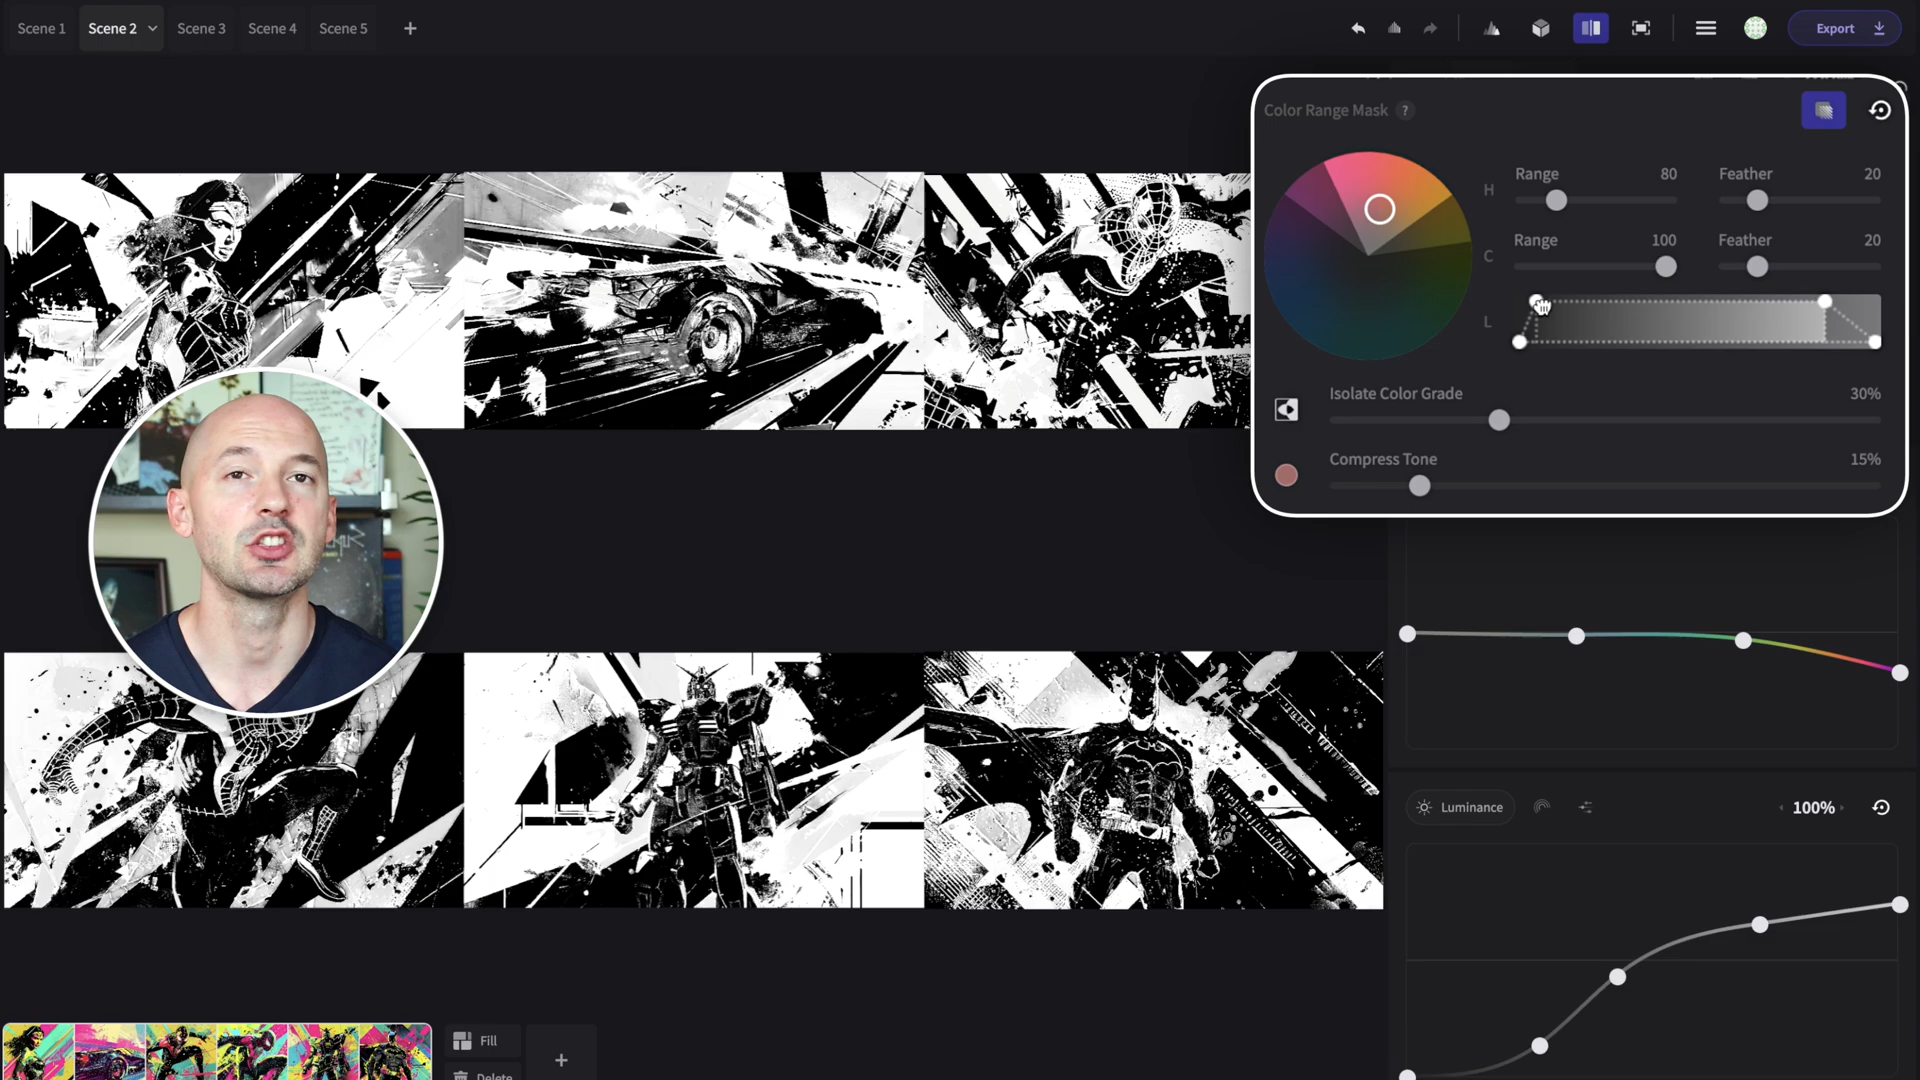 Scene 1 Scene 2 Scene 3 Scene 4 Scene 5 +
Export
Color Range Mask ?
H Range 80 Feather 20
C Range 100 Feather 20
L
Isolate Color Grade 30%
Compress Tone 15%
Luminance 100%
Fill
+
Delete